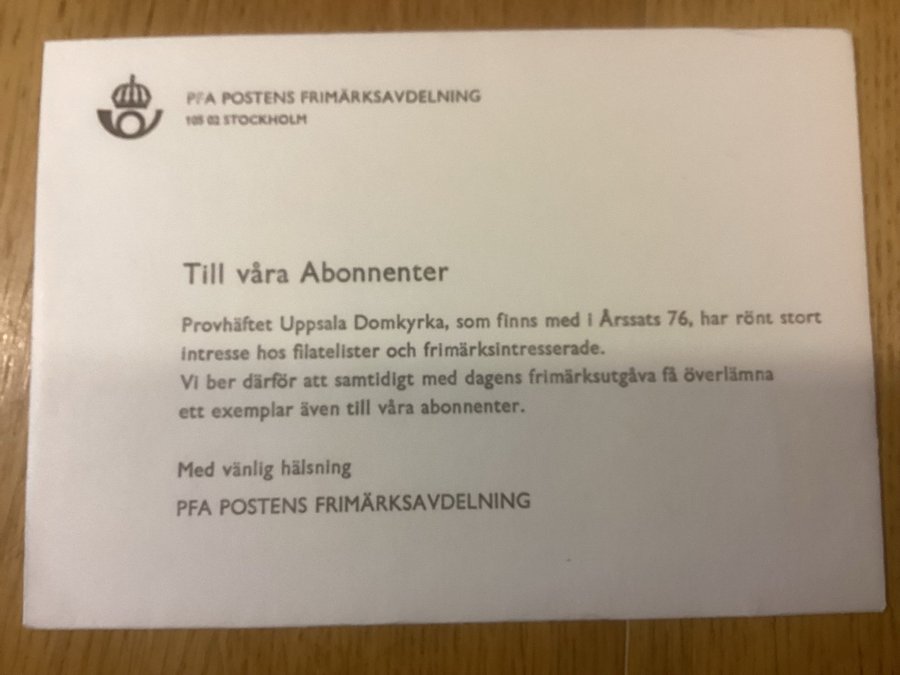 PFA POSTENS FRIMÄRKSAVDELNING
105 02 STOCKHOLM
Till våra Abonnenter
Provhäftet Uppsala Domkyrka, som finns med i Årssats 76, har rönt stort
intresse hos filatelister och frimärksintresserade.
Vi ber därför att samtidigt med dagens frimärksutgåva få överlämna
ett exemplar även till våra abonnenter.
Med vänlig hälsning
PFA POSTENS FRIMÄRKSAVDELNING